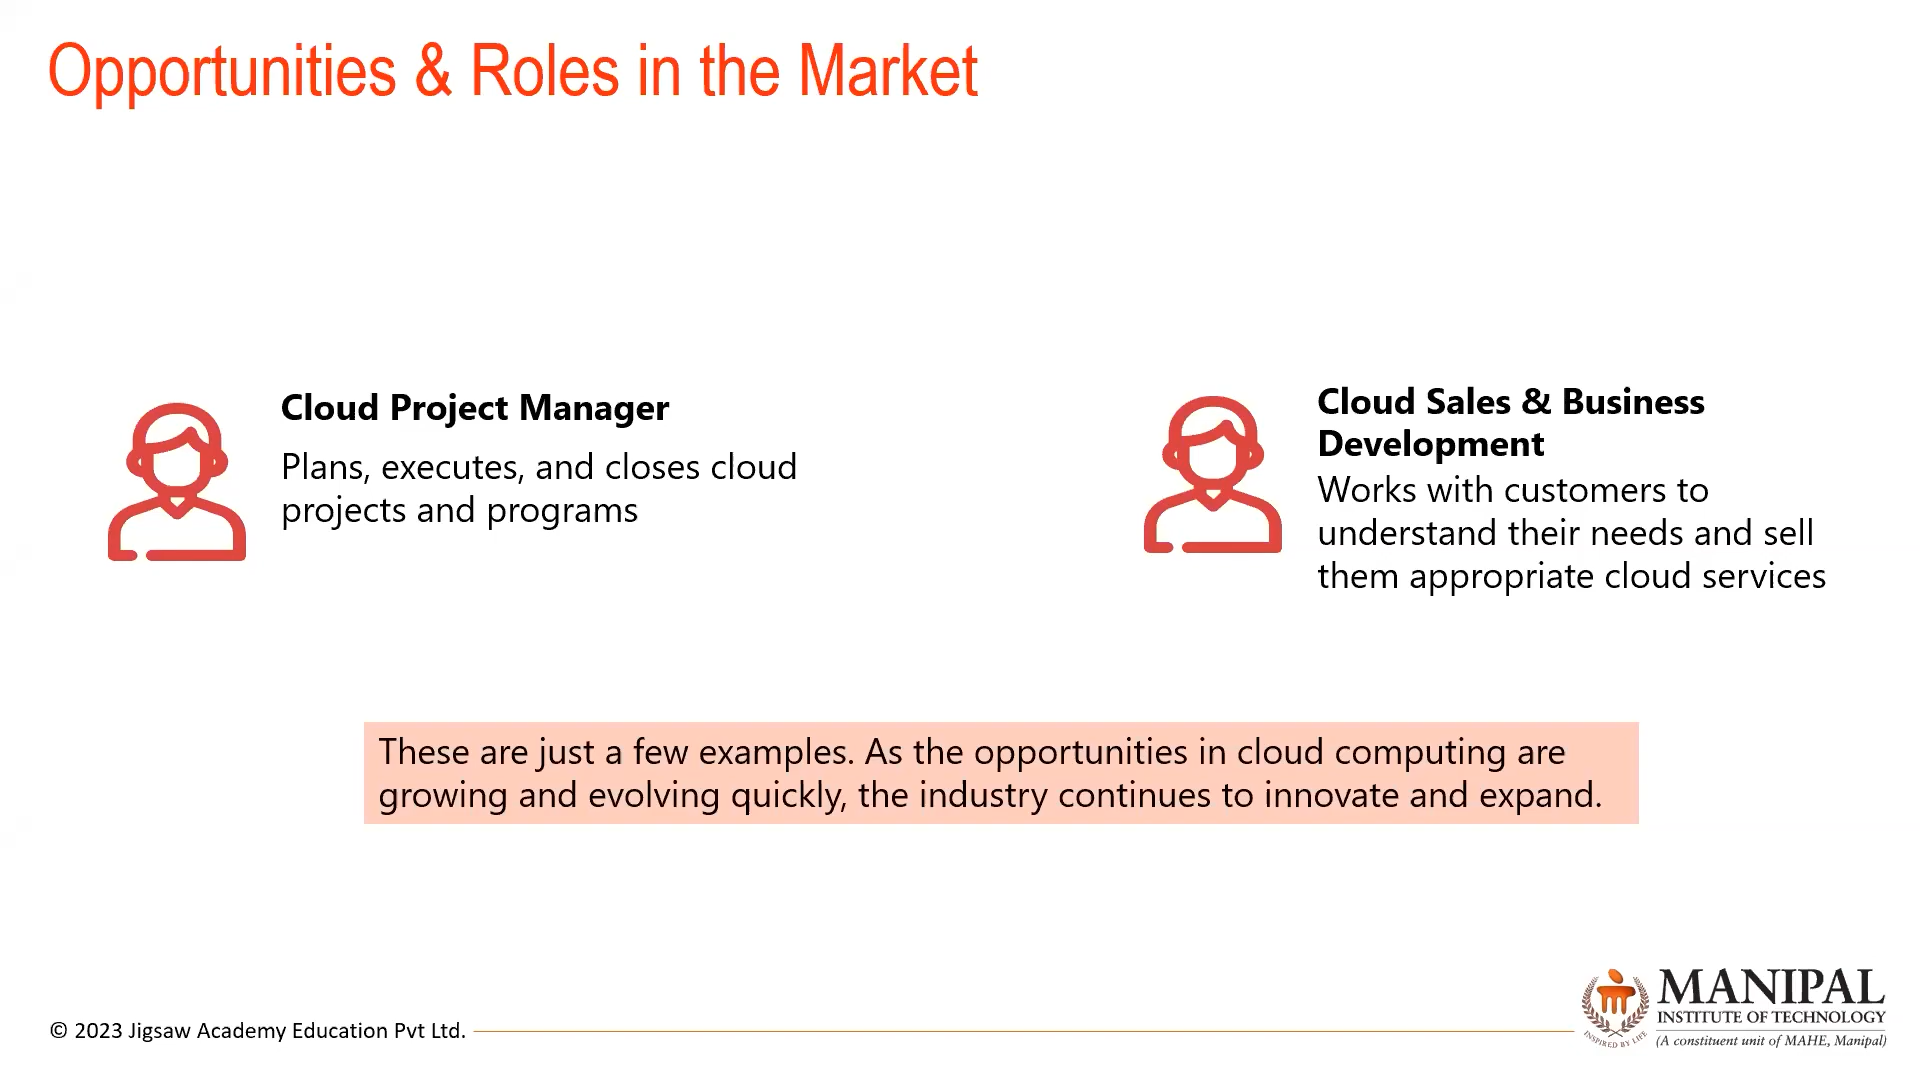 Opportunities & Roles in the Market
Cloud Project Manager
Plans, executes, and closes cloud
projects and programs
Cloud Sales & Business
Development
Works with customers to
understand their needs and sell
them appropriate cloud services
These are just a few examples. As the opportunities in cloud computing are
growing and evolving quickly, the industry continues to innovate and expand.
© 2023 Jigsaw Academy Education Pvt Ltd.
MANIPAL
INSTITUTE OF TECHNOLOGY
(A constituent unit of MAHE, Manipal)
INSPIRED BY LIFE